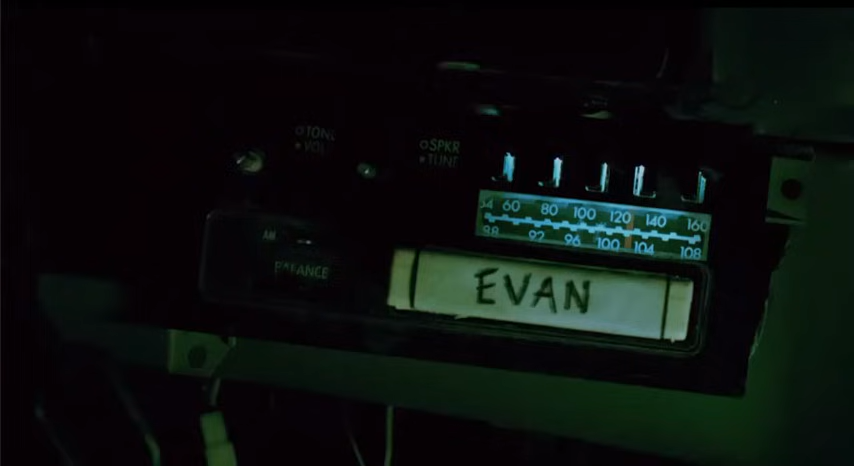 TONE
VOL
SPKR
TUNE
54 60 80 100 120 140 160
88 92 96 100 104 108
AM
BALANCE
EVAN